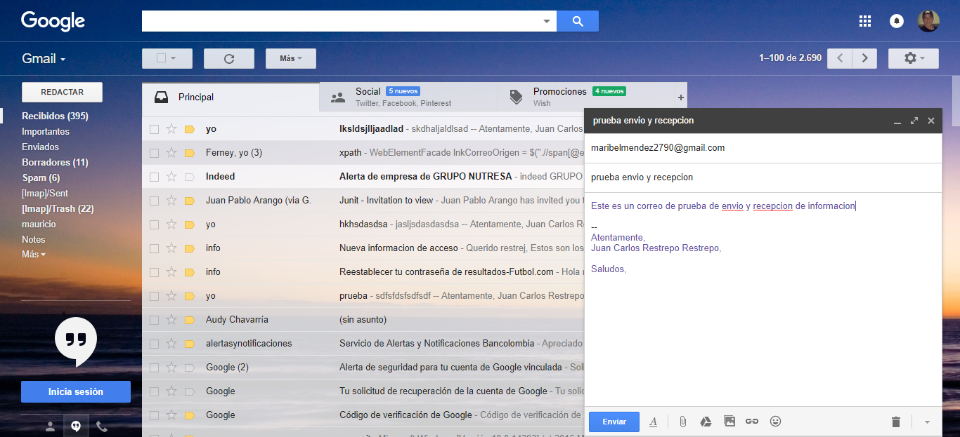 Google
Gmail
Más
1–100 de 2.690
REDACTAR
Recibidos (395)
Importantes
Enviados
Borradores (11)
Spam (6)
[Imap]/Sent
[Imap]/Trash (22)
mauricio
Notes
Más
Inicia sesión
Principal
Social 5 nuevos
Twitter, Facebook, Pinterest
Promociones 4 nuevos
Wish
+
yo lksldsjlljaadlad - skdhaljaldlsad -- Atentamente, Juan Carlos
Ferney, yo (3) xpath - WebElementFacade lnkCorreoOrigen = $(".//span[@e
Indeed Alerta de empresa de GRUPO NUTRESA - indeed GRUPO
Juan Pablo Arango (via G. Junit - Invitation to view - Juan Pablo Arango has invited you
yo hkhsdasdsa - jasljsdasdasdsa -- Atentamente, Juan Carlos
info Nueva informacion de acceso - Querido restrej, Estos son los
info Reestablecer tu contraseña de resultados-Futbol.com - Hola
yo prueba - sdfsfdsfsdfsdf -- Atentamente, Juan Carlos Restrepo
Audy Chavarría (sin asunto)
alertasynotificaciones Servicio de Alertas y Notificaciones Bancolombia - Apreciado
Google (2) Alerta de seguridad para tu cuenta de Google vinculada -
Google Tu solicitud de recuperación de la cuenta de Google - Tu
Google Código de verificación de Google - Código de verificación de
prueba envio y recepcion
maribelmendez2790@gmail.com
prueba envio y recepcion
Este es un correo de prueba de envio y recepcion de informacion
--
Atentamente,
Juan Carlos Restrepo Restrepo,
Saludos,
Enviar